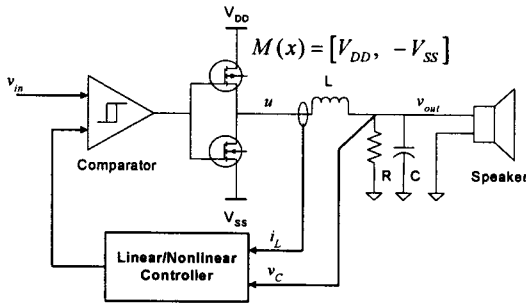 V_DD
M(x) = [V_DD, -V_SS]
L
v_in
u
v_out
Comparator
R
C
Speaker
V_SS
i_L
Linear/Nonlinear
Controller
v_C